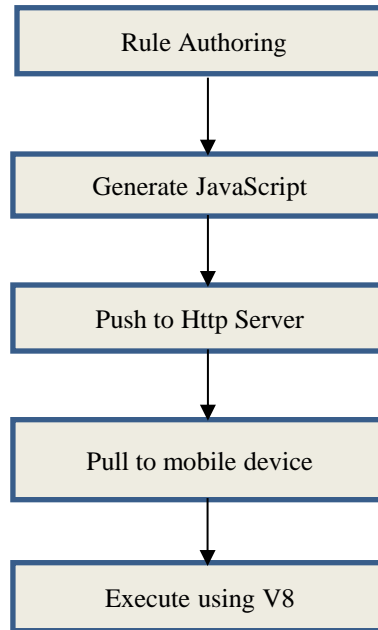 Rule Authoring
Generate JavaScript
Push to Http Server
Pull to mobile device
Execute using V8